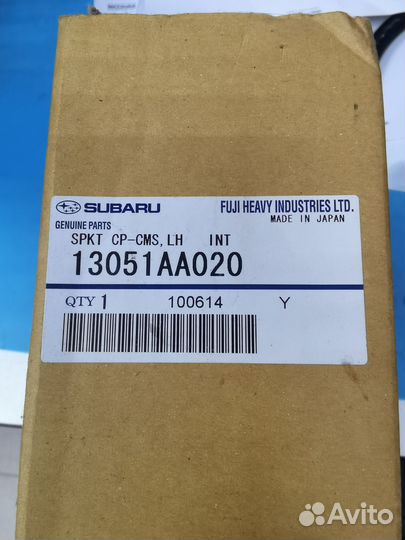 SUBARU FUJI HEAVY INDUSTRIES LTD.
GENUINE PARTS MADE IN JAPAN
SPKT CP-CMS,LH INT
13051AA020
QTY 1 100614 Y
Avito